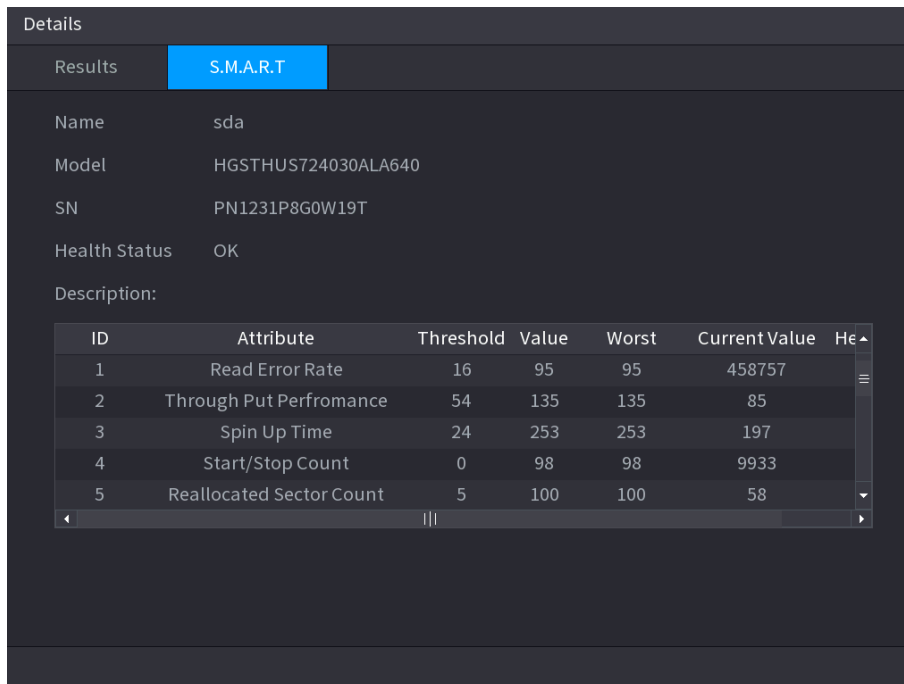 Details
Results S.M.A.R.T
Name sda
Model HGSTHUS724030ALA640
SN PN1231P8G0W19T
Health Status OK
Description:
ID Attribute Threshold Value Worst Current Value He
1 Read Error Rate 16 95 95 458757
2 Through Put Perfromance 54 135 135 85
3 Spin Up Time 24 253 253 197
4 Start/Stop Count 0 98 98 9933
5 Reallocated Sector Count 5 100 100 58